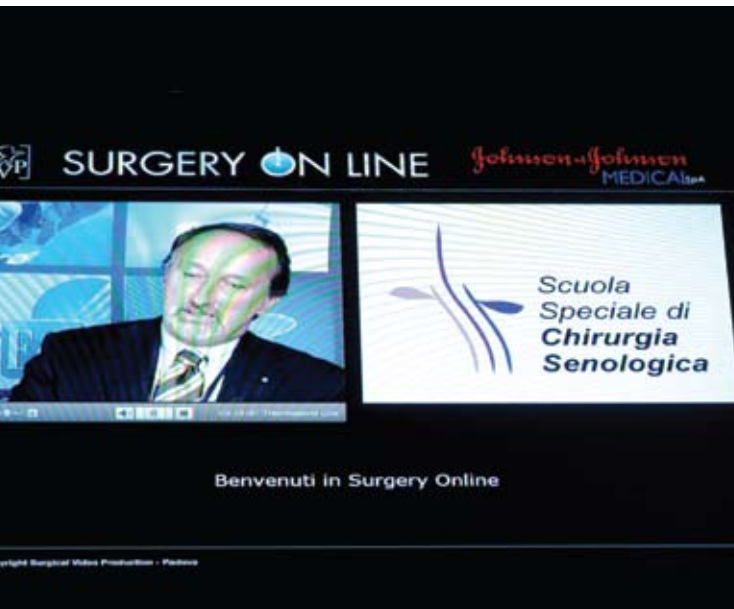 SURGERY ON LINE
Johnson & Johnson
MEDICAL SpA
Scuola
Speciale di
Chirurgia
Senologica
Benvenuti in Surgery Online
Surgical Video Production - Padova